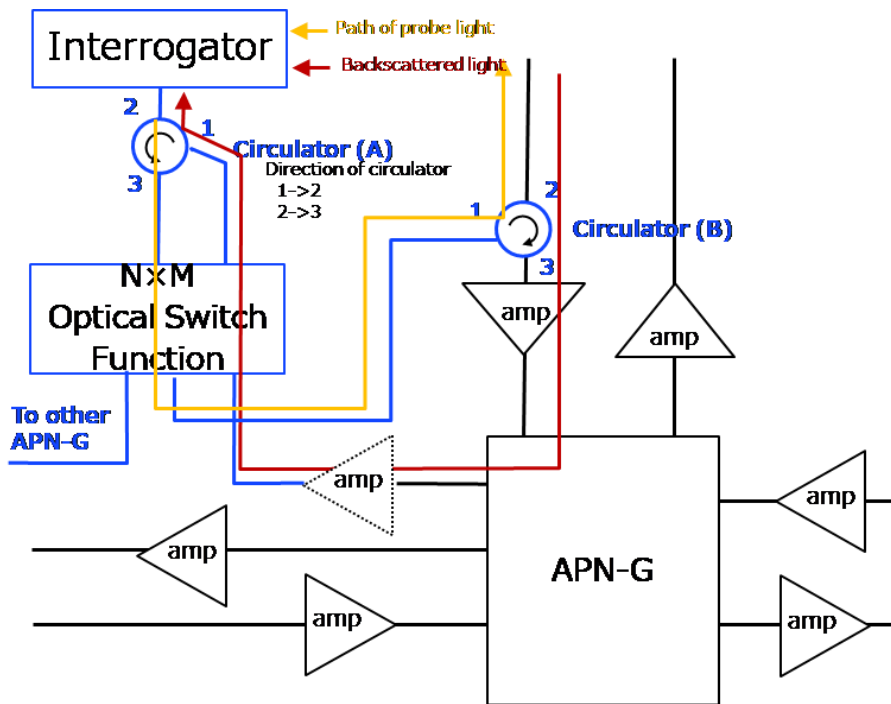 Interrogator
Path of probe light
Backscattered light
2
1
Circulator (A)
3
Direction of circulator
1->2
2->3
1
2
Circulator (B)
3
N×M
Optical Switch
Function
amp
amp
To other
APN-G
amp
amp
amp
APN-G
amp
amp